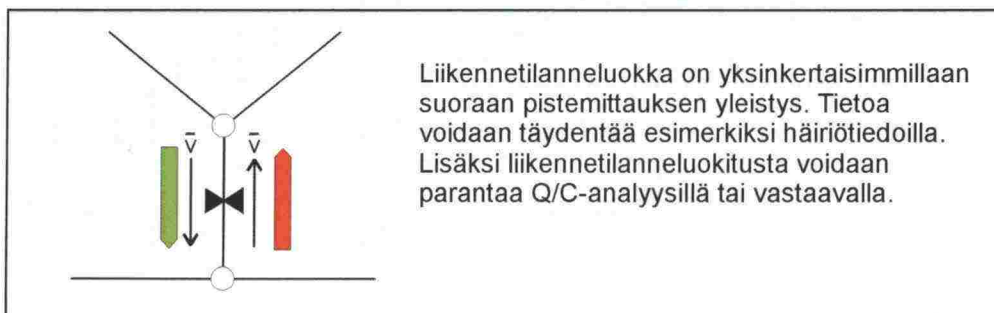 Liikennetilanneluokka on yksinkertaisimmillaan
suoraan pistemittauksen yleistys. Tietoa
voidaan täydentää esimerkiksi häiriötiedoilla.
Lisäksi liikennetilanneluokitusta voidaan
parantaa Q/C-analyysillä tai vastaavalla.
v̄ v̄